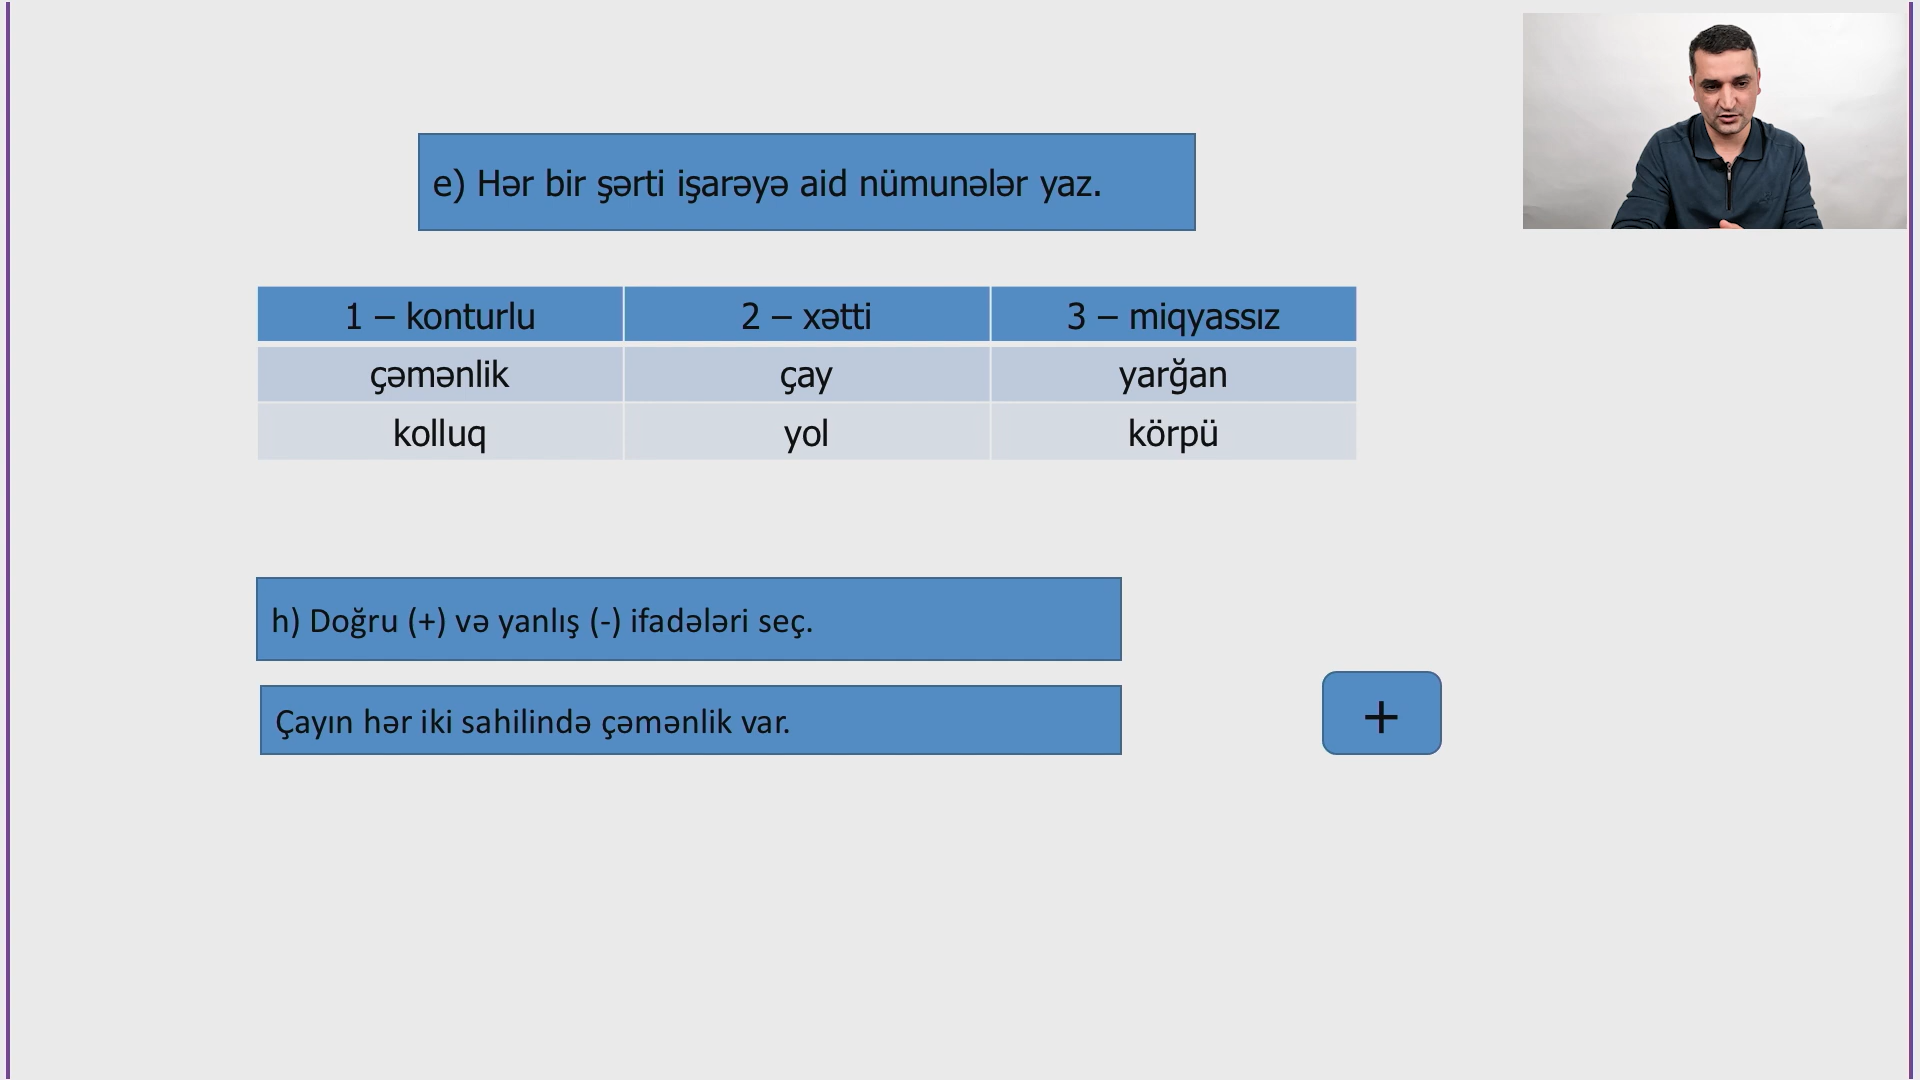 e) Hər bir şərti işarəyə aid nümunələr yaz.
1 – konturlu 2 – xətti 3 – miqyassız
çəmənlik çay yarğan
kolluq yol körpü
h) Doğru (+) və yanlış (-) ifadələri seç.
Çayın hər iki sahilində çəmənlik var.
+